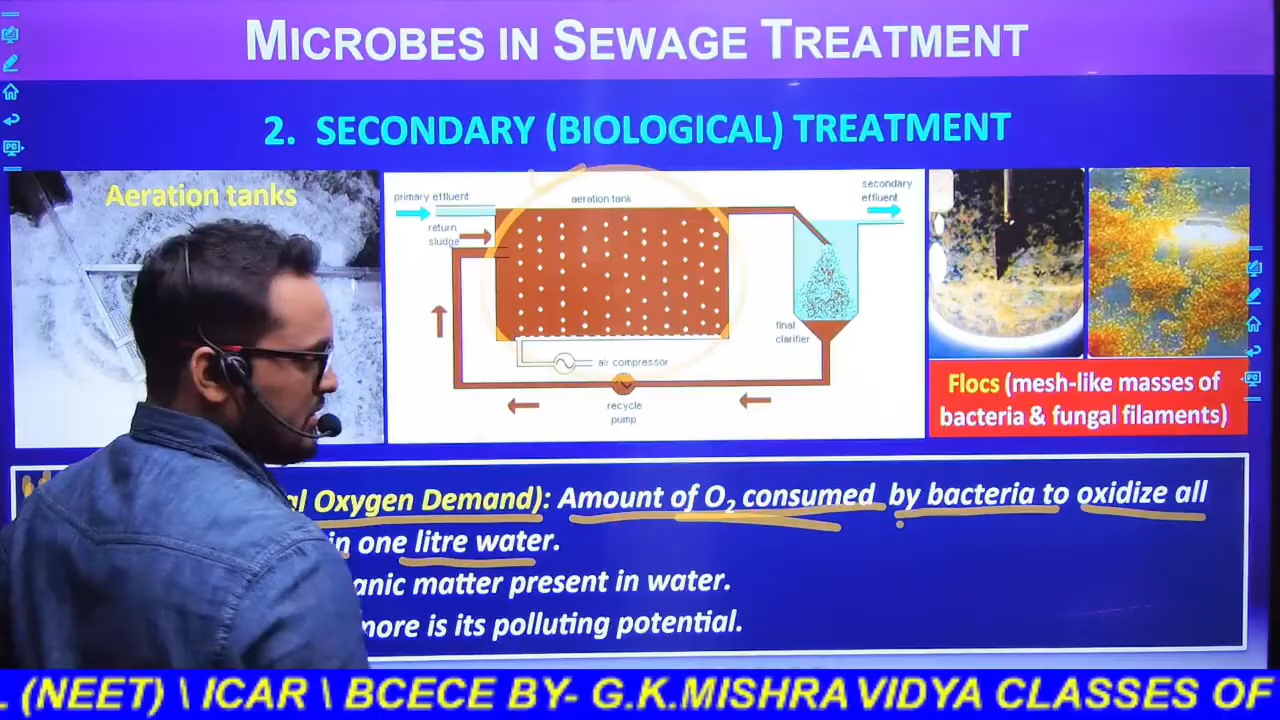 MICROBES IN SEWAGE TREATMENT
2. SECONDARY (BIOLOGICAL) TREATMENT
Aeration tanks
primary effluent
aeration tank
secondary
effluent
return
sludge
final
clarifier
air compressor
recycle
pump
Flocs (mesh-like masses of
bacteria & fungal filaments)
Oxygen Demand): Amount of O₂ consumed by bacteria to oxidize all
in one litre water.
matter present in water.
more is its polluting potential.
(NEET) \ ICAR \ BCECE BY- G.K.MISHRA VIDYA CLASSES OF